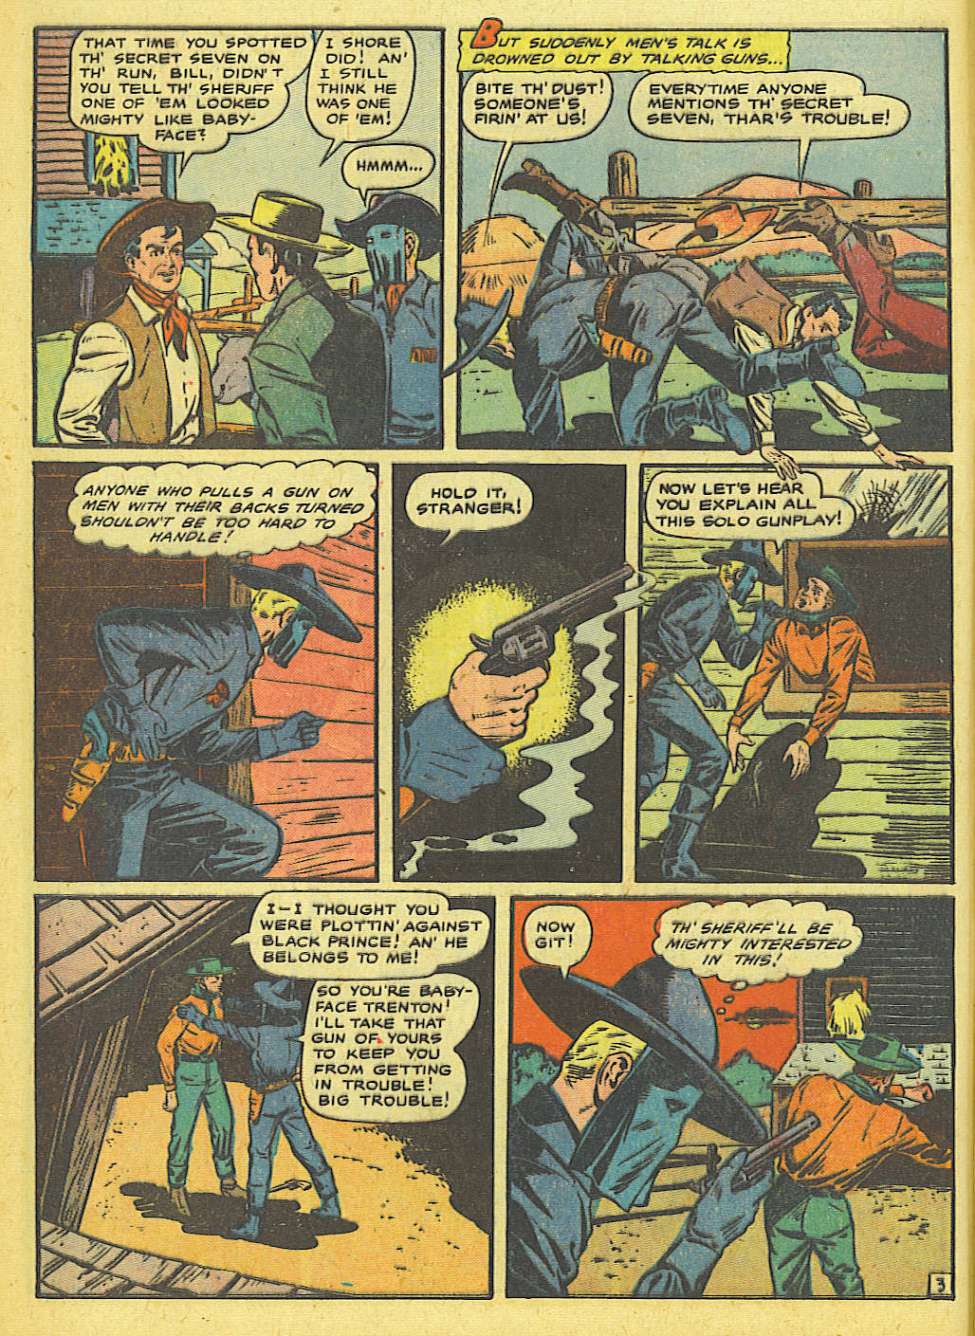 THAT TIME YOU SPOTTED
TH' SECRET SEVEN ON
TH' RUN, BILL, DIDN'T
YOU TELL TH' SHERIFF
ONE OF 'EM LOOKED
MIGHTY LIKE BABY-
FACE?
I SHORE
DID! AN'
I STILL
THINK HE
WAS ONE
OF 'EM!
HMMM...
BUT SUDDENLY MEN'S TALK IS
DROWNED OUT BY TALKING GUNS...
BITE TH' DUST!
SOMEONE'S
FIRIN' AT US!
EVERYTIME ANYONE
MENTIONS TH' SECRET
SEVEN, THAR'S TROUBLE!
ANYONE WHO PULLS A GUN ON
MEN WITH THEIR BACKS TURNED
SHOULDN'T BE TOO HARD TO
HANDLE!
HOLD IT,
STRANGER!
NOW LET'S HEAR
YOU EXPLAIN ALL
THIS SOLO GUNPLAY!
I-I THOUGHT YOU
WERE PLOTTIN' AGAINST
BLACK PRINCE! AN' HE
BELONGS TO ME!
SO YOU'RE BABY-
FACE TRENTON!
I'LL TAKE THAT
GUN OF YOURS
TO KEEP YOU
FROM GETTING
IN TROUBLE!
BIG TROUBLE!
NOW
GIT!
TH' SHERIFF'LL BE
MIGHTY INTERESTED
IN THIS!
3